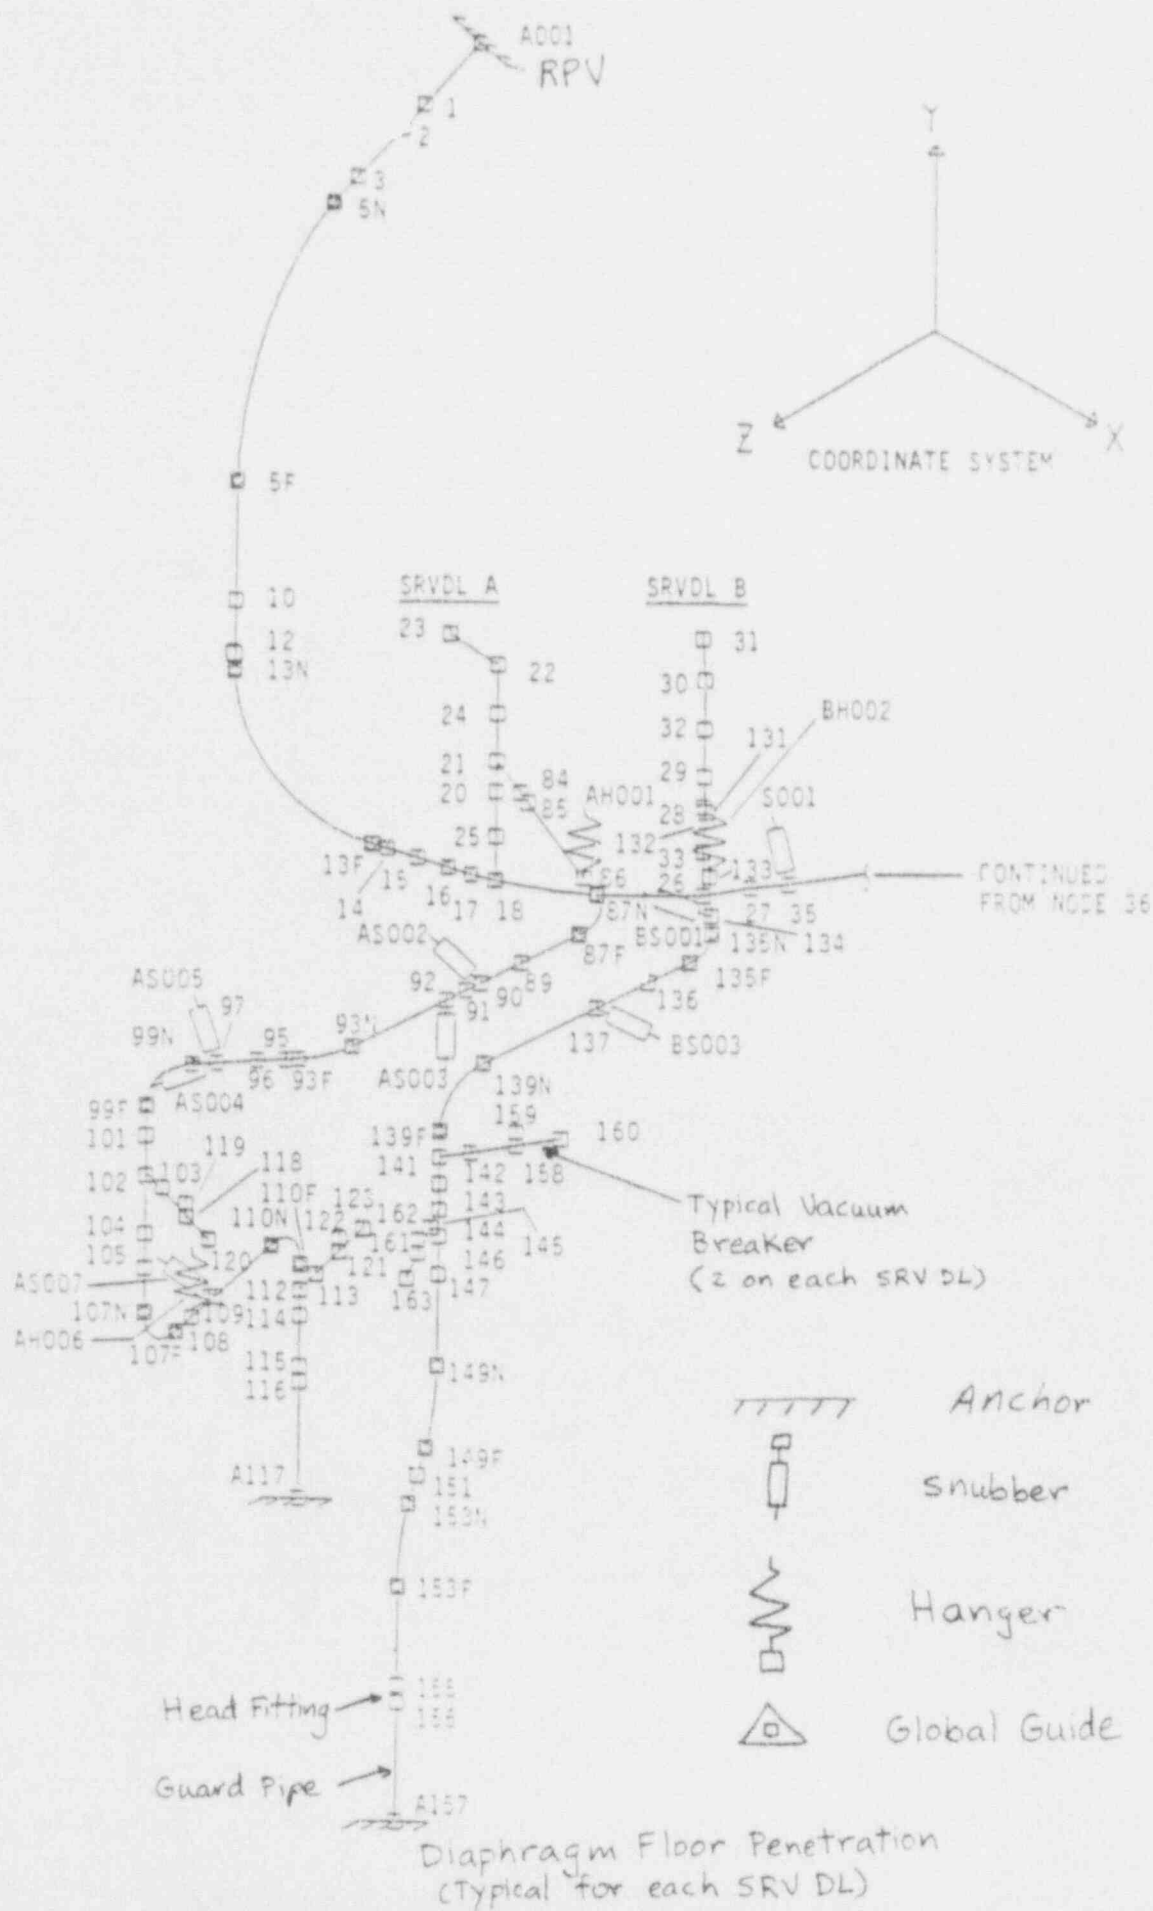 A001
RPV
1
2
3
5N
Y
Z
X
COORDINATE SYSTEM
5F
10
12
13N
SRVDL A
SRVDL B
23
31
22
30
24
32
BH002
131
21
84
29
S001
20
85
AH001
28
132
25
33
13F
15
16
86
26
133
CONTINUED
FROM NODE 36
14
17
18
87N
27
35
AS002
BS001
135N
134
87F
92
89
135F
AS005
97
90
91
136
99N
95
93N
137
BS003
96
93F
AS003
139N
AS004
159
99F
119
139F
160
101
118
141
142
158
102
103
110F
123
143
Typical Vacuum
Breaker
(2 on each SRV DL)
110N
122
162
144
145
104
161
105
120
121
146
AS007
112
113
163
147
107N
109
114
AH006
108
107F
115
116
149N
Anchor
149F
A117
151
Snubber
153N
153F
Hanger
Head Fitting
155
156
Global Guide
Guard Pipe
A157
Diaphragm Floor Penetration
(Typical for each SRV DL)